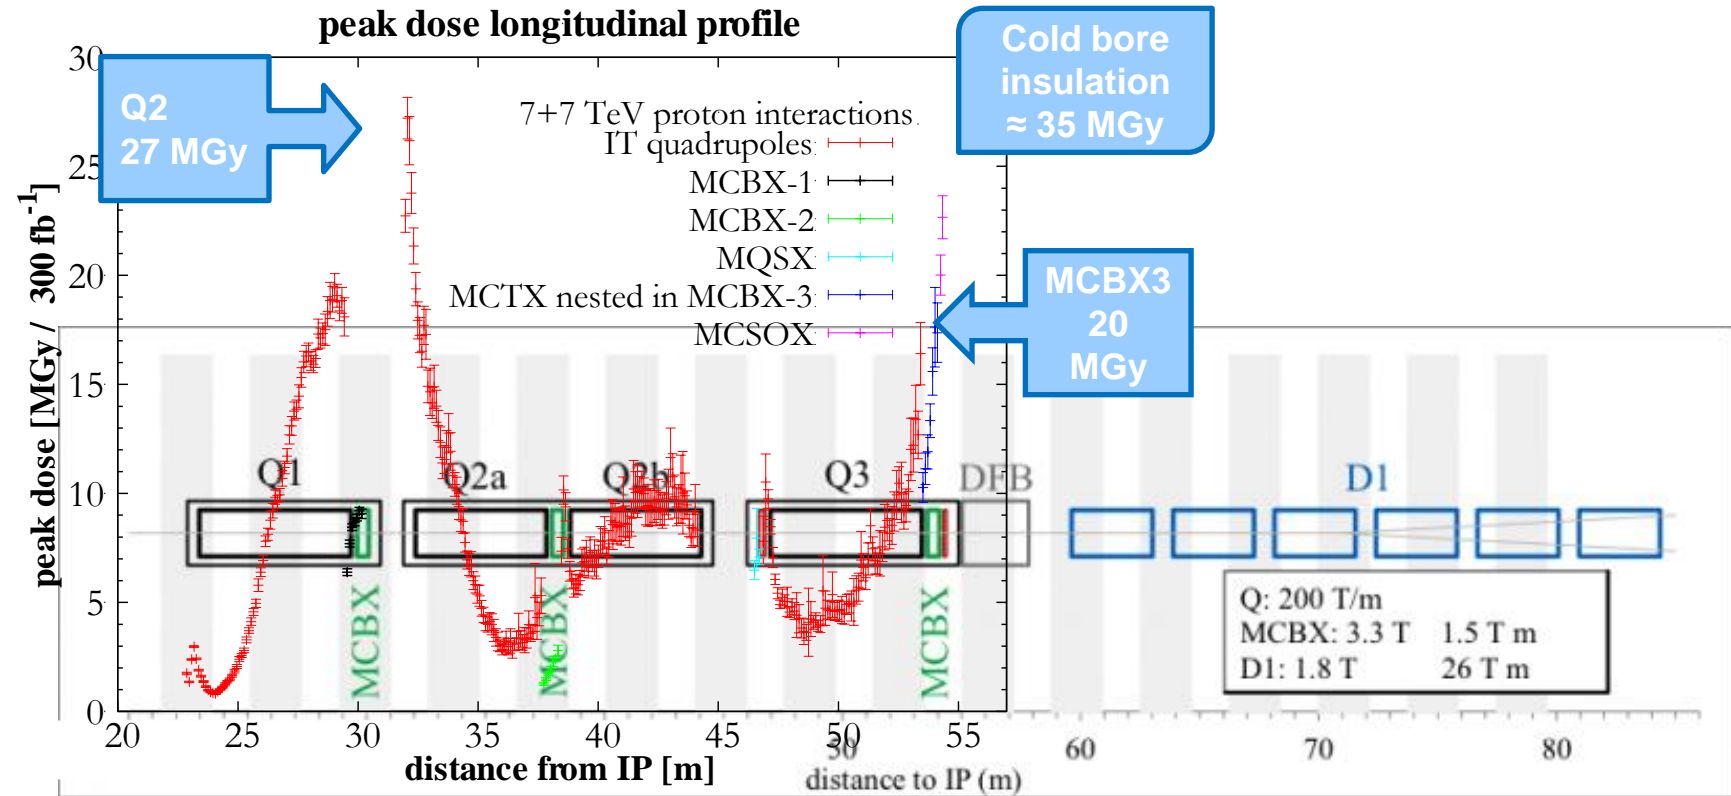 peak dose longitudinal profile
Q2
27 MGy
Cold bore
insulation
≈ 35 MGy
7+7 TeV proton interactions
IT quadrupoles
MCBX-1
MCBX-2
MQSX
MCTX nested in MCBX-3
MCSOX
MCBX3
20
MGy
peak dose [MGy / 300 fb⁻¹]
30
25
20
15
10
5
0
Q1
Q2a
Q2b
Q3
DFB
D1
MCBX
MCBX
MCBX
Q: 200 T/m
MCBX: 3.3 T 1.5 T m
D1: 1.8 T 26 T m
20 25 30 35 40 45 50 55
distance from IP [m]
50 60 70 80
distance to IP (m)